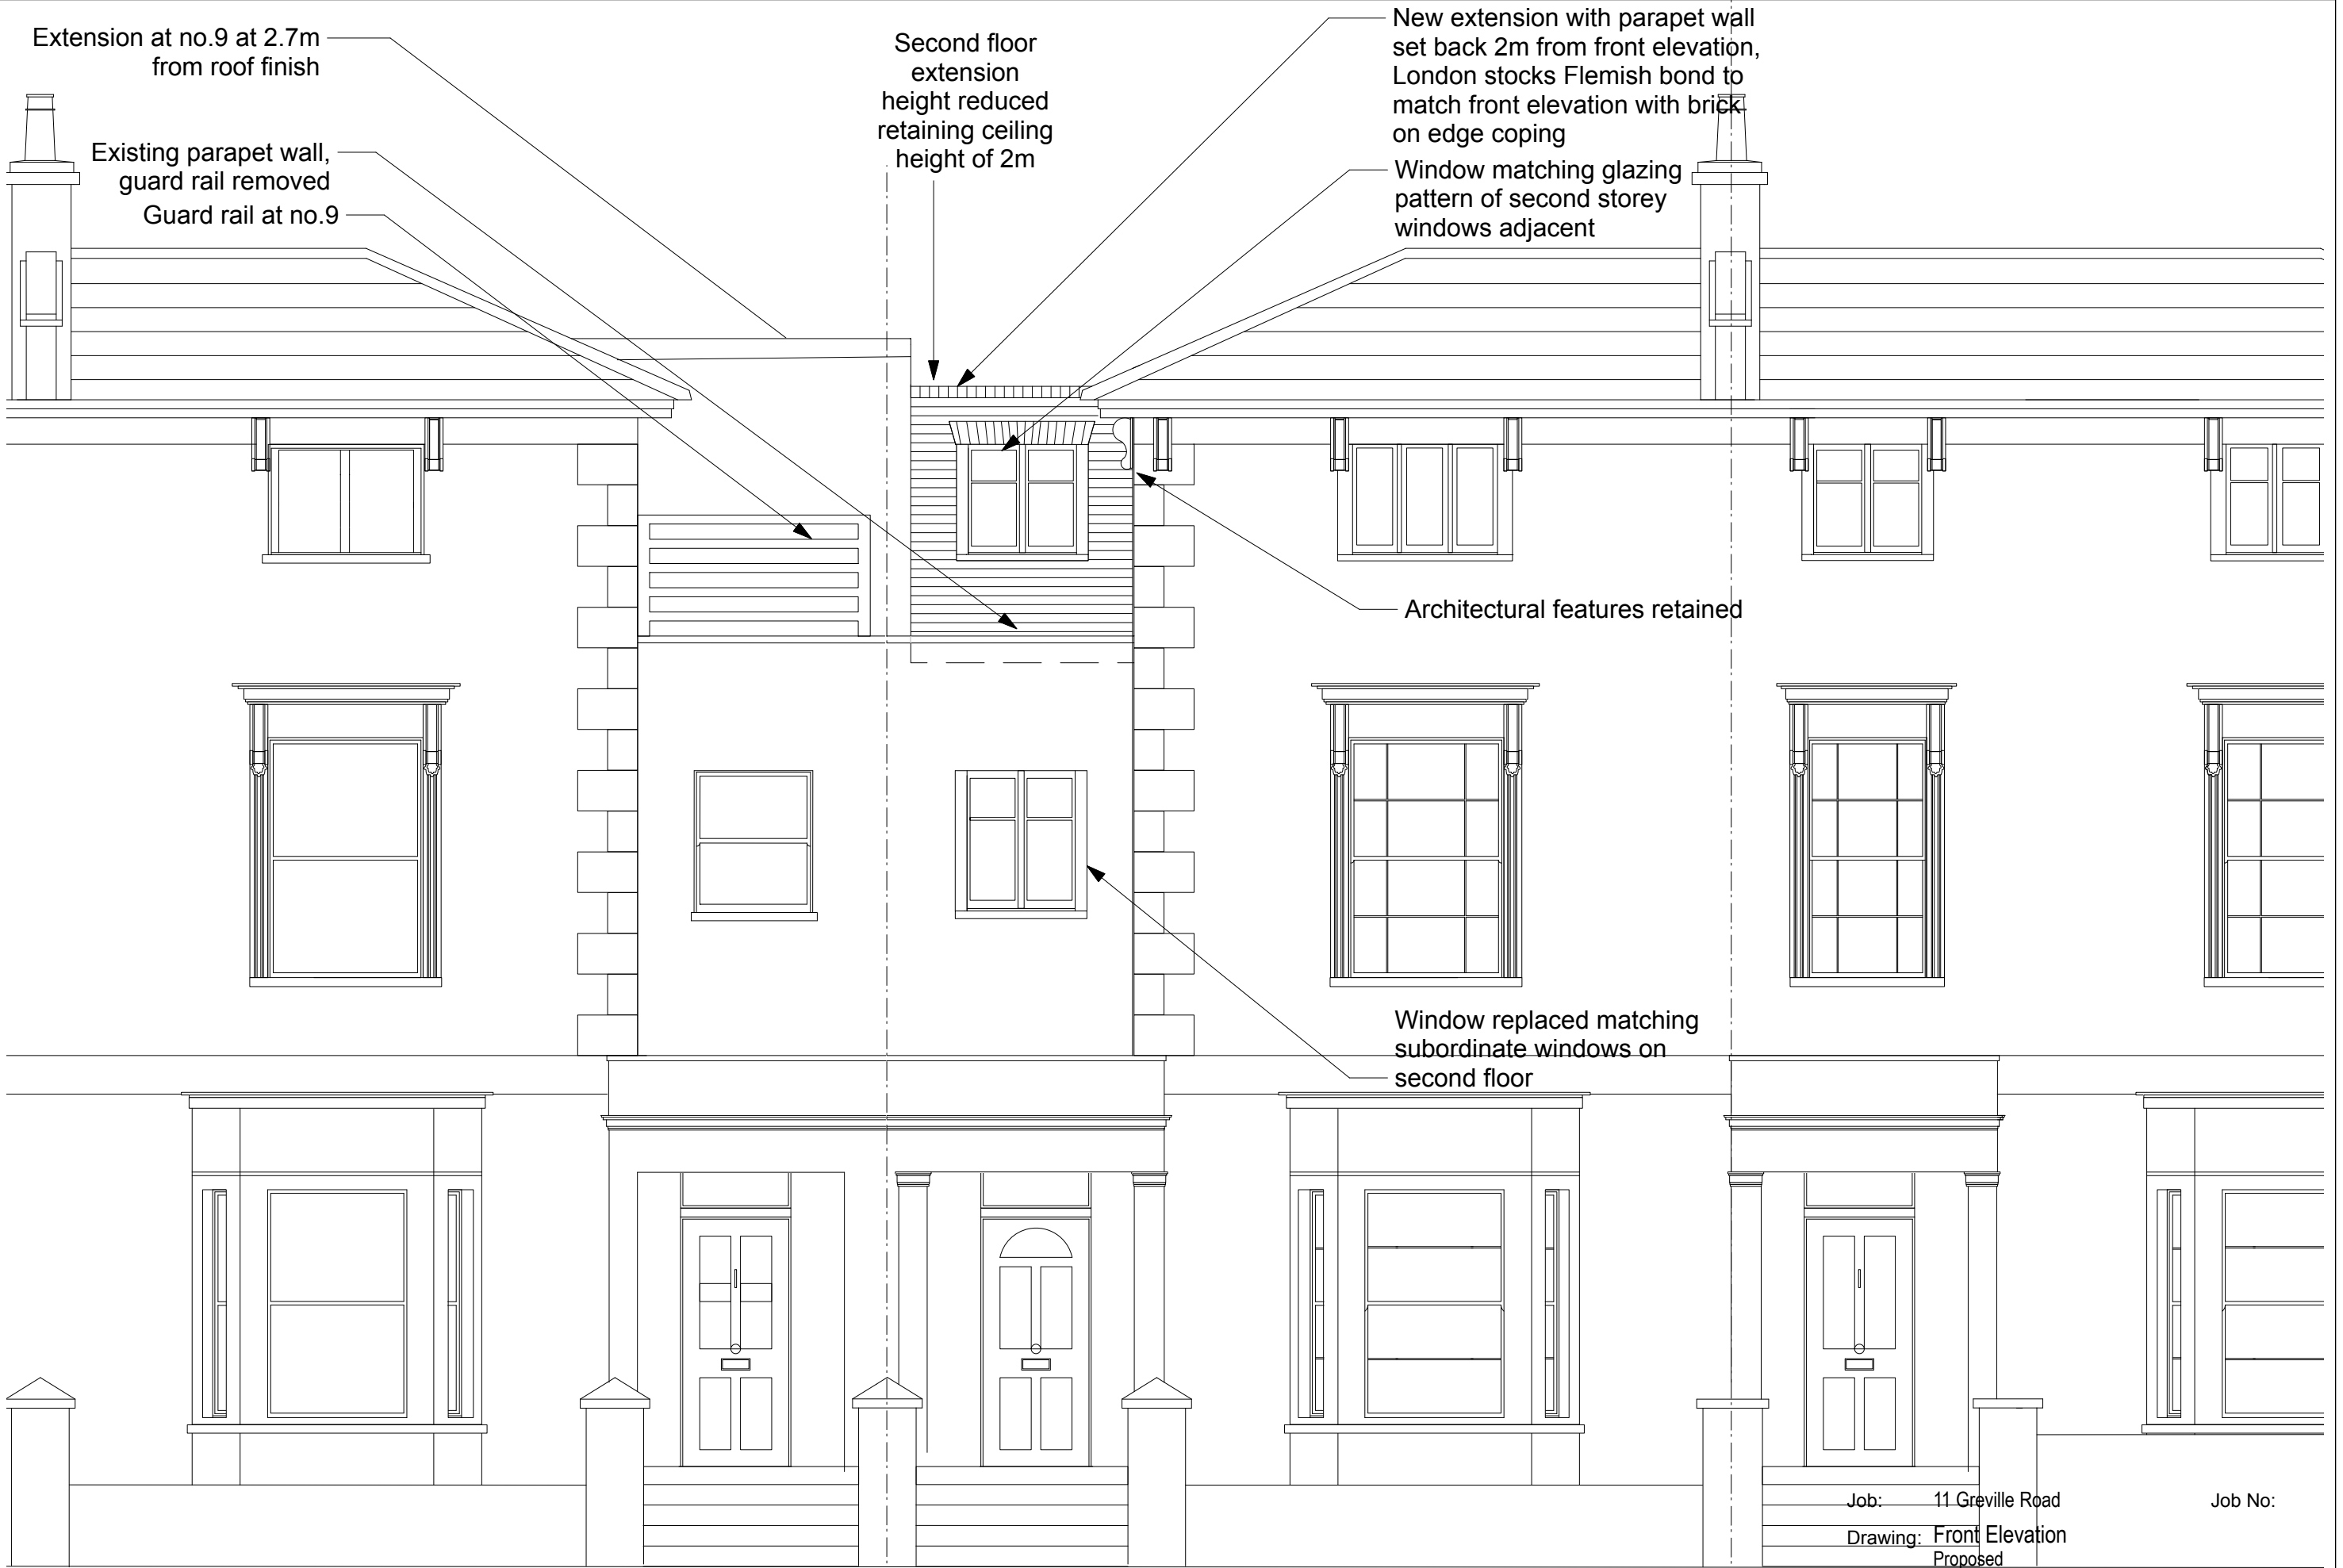 Extension at no.9 at 2.7m
from roof finish
Existing parapet wall,
guard rail removed
Guard rail at no.9
Second floor
extension
height reduced
retaining ceiling
height of 2m
New extension with parapet wall
set back 2m from front elevation,
London stocks Flemish bond to
match front elevation with brick
on edge coping
Window matching glazing
pattern of second storey
windows adjacent
Architectural features retained
Window replaced matching
subordinate windows on
second floor
Job: 11 Greville Road Job No:
Drawing: Front Elevation
Proposed